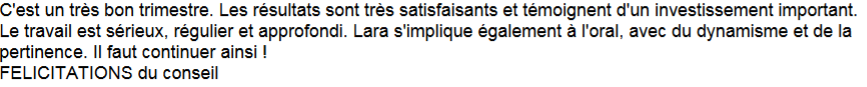 C'est un très bon trimestre. Les résultats sont très satisfaisants et témoignent d'un investissement important.
Le travail est sérieux, régulier et approfondi. Lara s'implique également à l'oral, avec du dynamisme et de la
pertinence. Il faut continuer ainsi !
FELICITATIONS du conseil